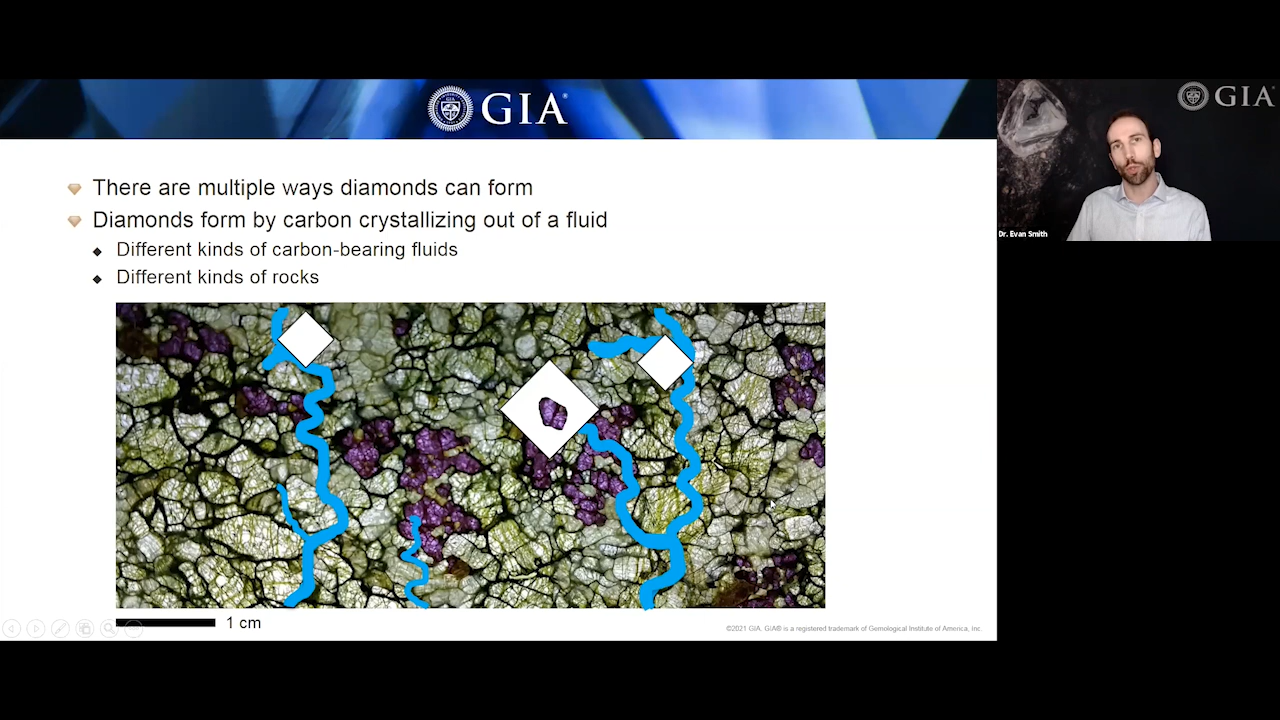 GIA®
GIA®
There are multiple ways diamonds can form
Diamonds form by carbon crystallizing out of a fluid
Different kinds of carbon-bearing fluids
Different kinds of rocks
1 cm
©2021 GIA. GIA® is a registered trademark of Gemological Institute of America, Inc.
Dr. Evan Smith